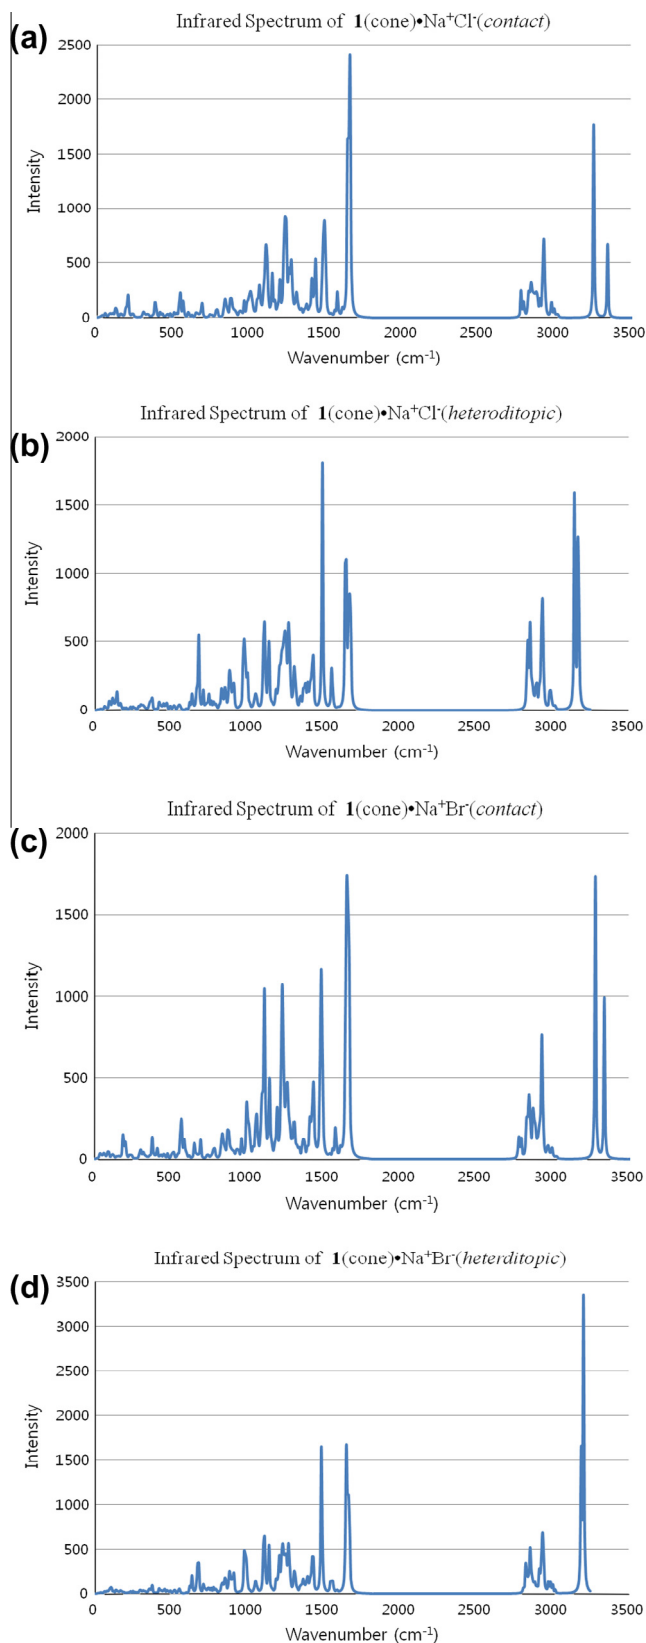 (a)
Infrared Spectrum of 1(cone)•Na⁺Cl⁻(contact)
2500
2000
1500
1000
500
0
Intensity
0 500 1000 1500 2000 2500 3000 3500
Wavenumber (cm⁻¹)
(b)
Infrared Spectrum of 1(cone)•Na⁺Cl⁻(heteroditopic)
2000
1500
1000
500
0
Intensity
0 500 1000 1500 2000 2500 3000 3500
Wavenumber (cm⁻¹)
(c)
Infrared Spectrum of 1(cone)•Na⁺Br⁻(contact)
2000
1500
1000
500
0
Intensity
0 500 1000 1500 2000 2500 3000 3500
Wavenumber (cm⁻¹)
(d)
Infrared Spectrum of 1(cone)•Na⁺Br⁻(heterditopic)
3500
3000
2500
2000
1500
1000
500
0
Intensity
0 500 1000 1500 2000 2500 3000 3500
Wavenumber (cm⁻¹)